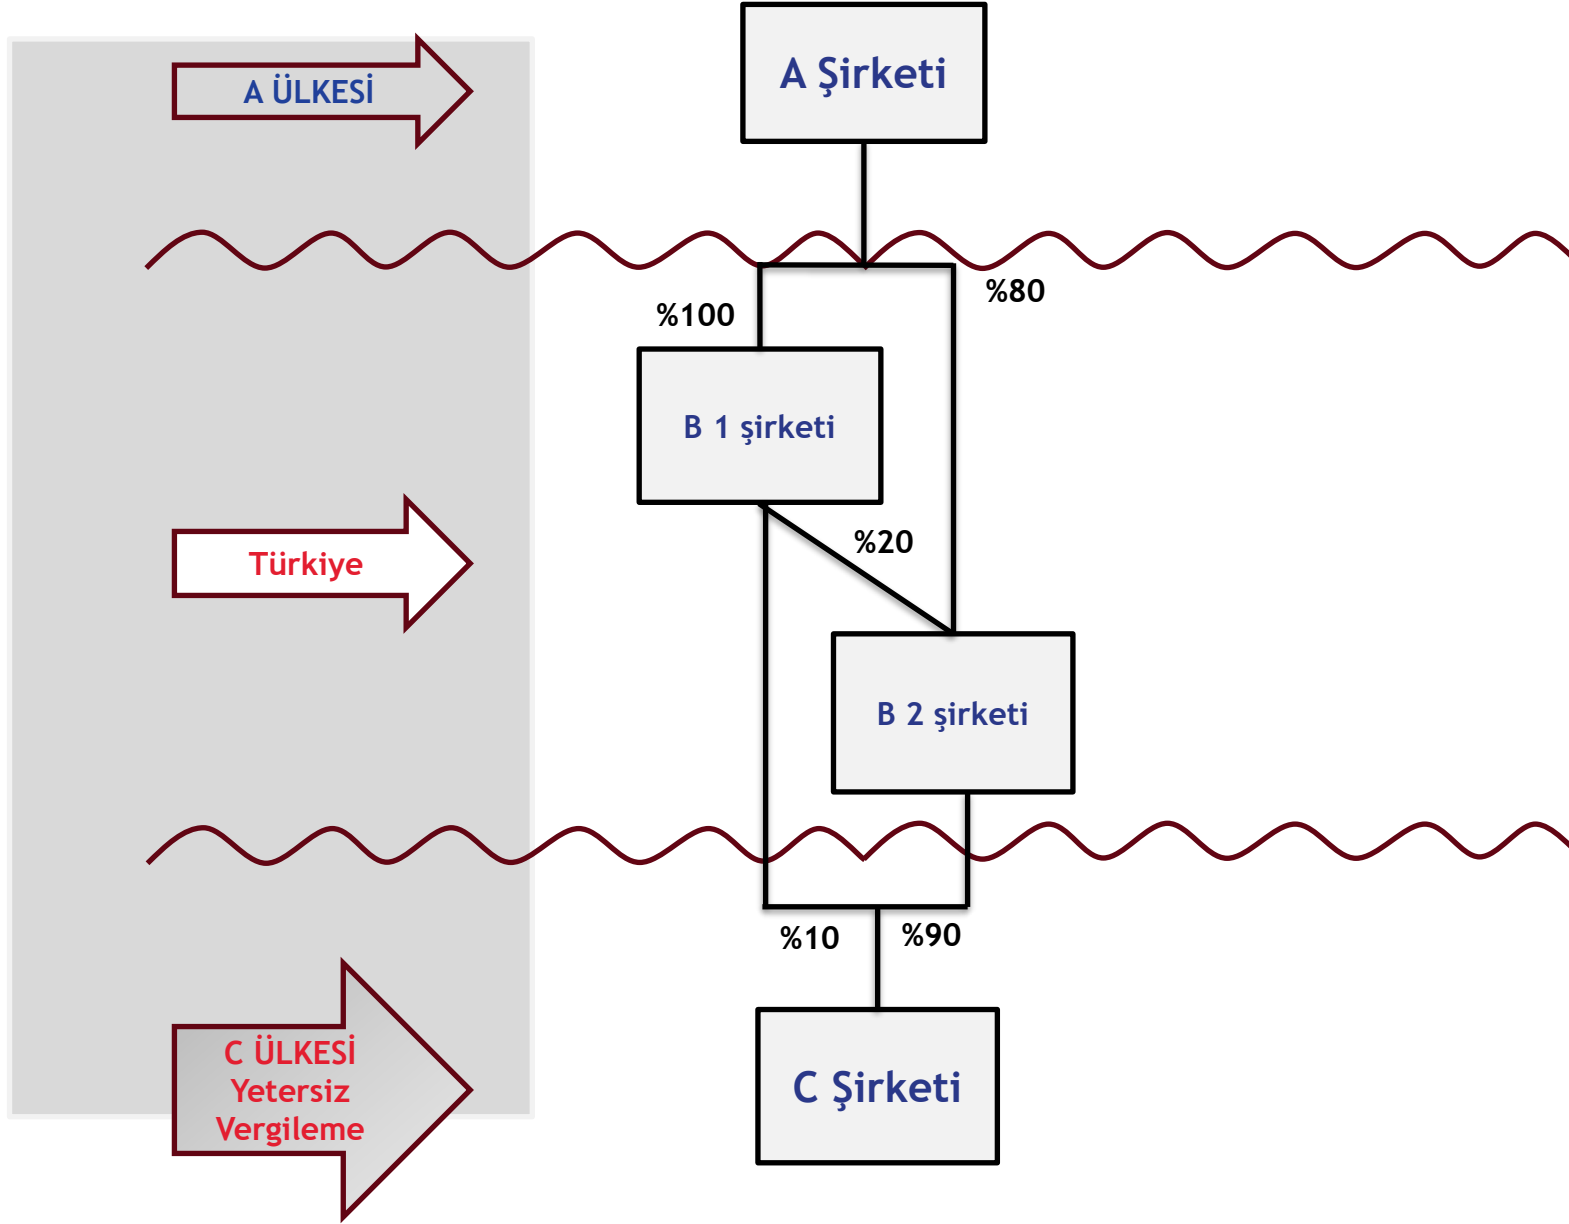 A Şirketi
A ÜLKESİ
%80
%100
B 1 şirketi
%20
Türkiye
B 2 şirketi
%10
%90
C ÜLKESİ
Yetersiz
Vergileme
C Şirketi